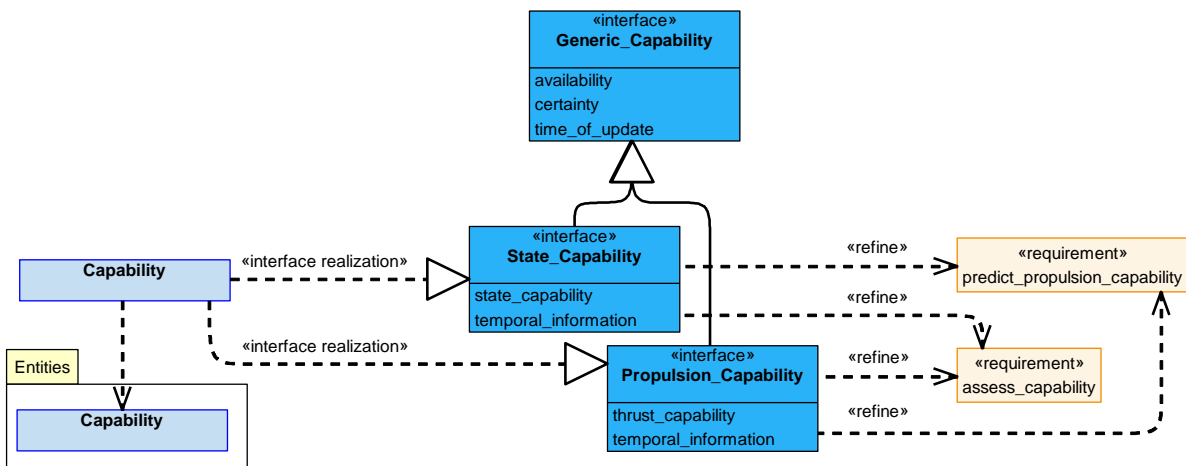 «interface»
Generic_Capability
availability
certainty
time_of_update
«interface»
State_Capability
state_capability
temporal_information
«interface realization»
Capability
«refine»
«requirement»
predict_propulsion_capability
«refine»
«interface realization»
«interface»
Propulsion_Capability
thrust_capability
temporal_information
«refine»
«requirement»
assess_capability
«refine»
Entities
Capability